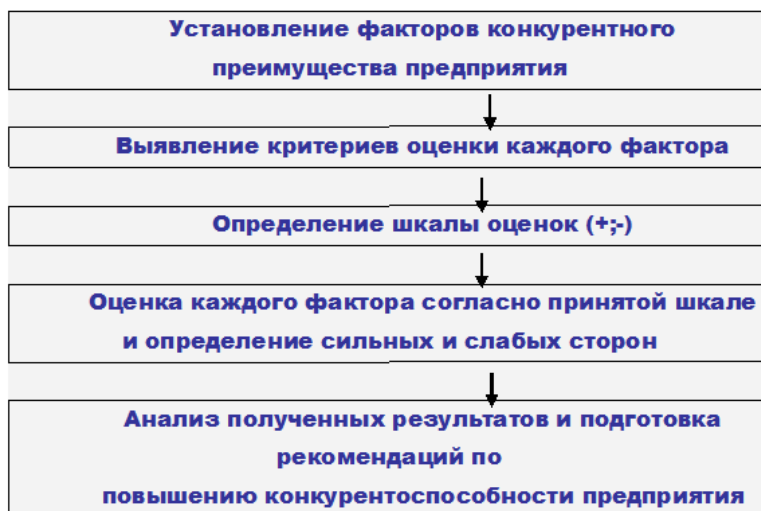 Установление факторов конкурентного
преимущества предприятия
Выявление критериев оценки каждого фактора
Определение шкалы оценок (+;-)
Оценка каждого фактора согласно принятой шкале
и определение сильных и слабых сторон
Анализ полученных результатов и подготовка
рекомендаций по
повышению конкурентоспособности предприятия